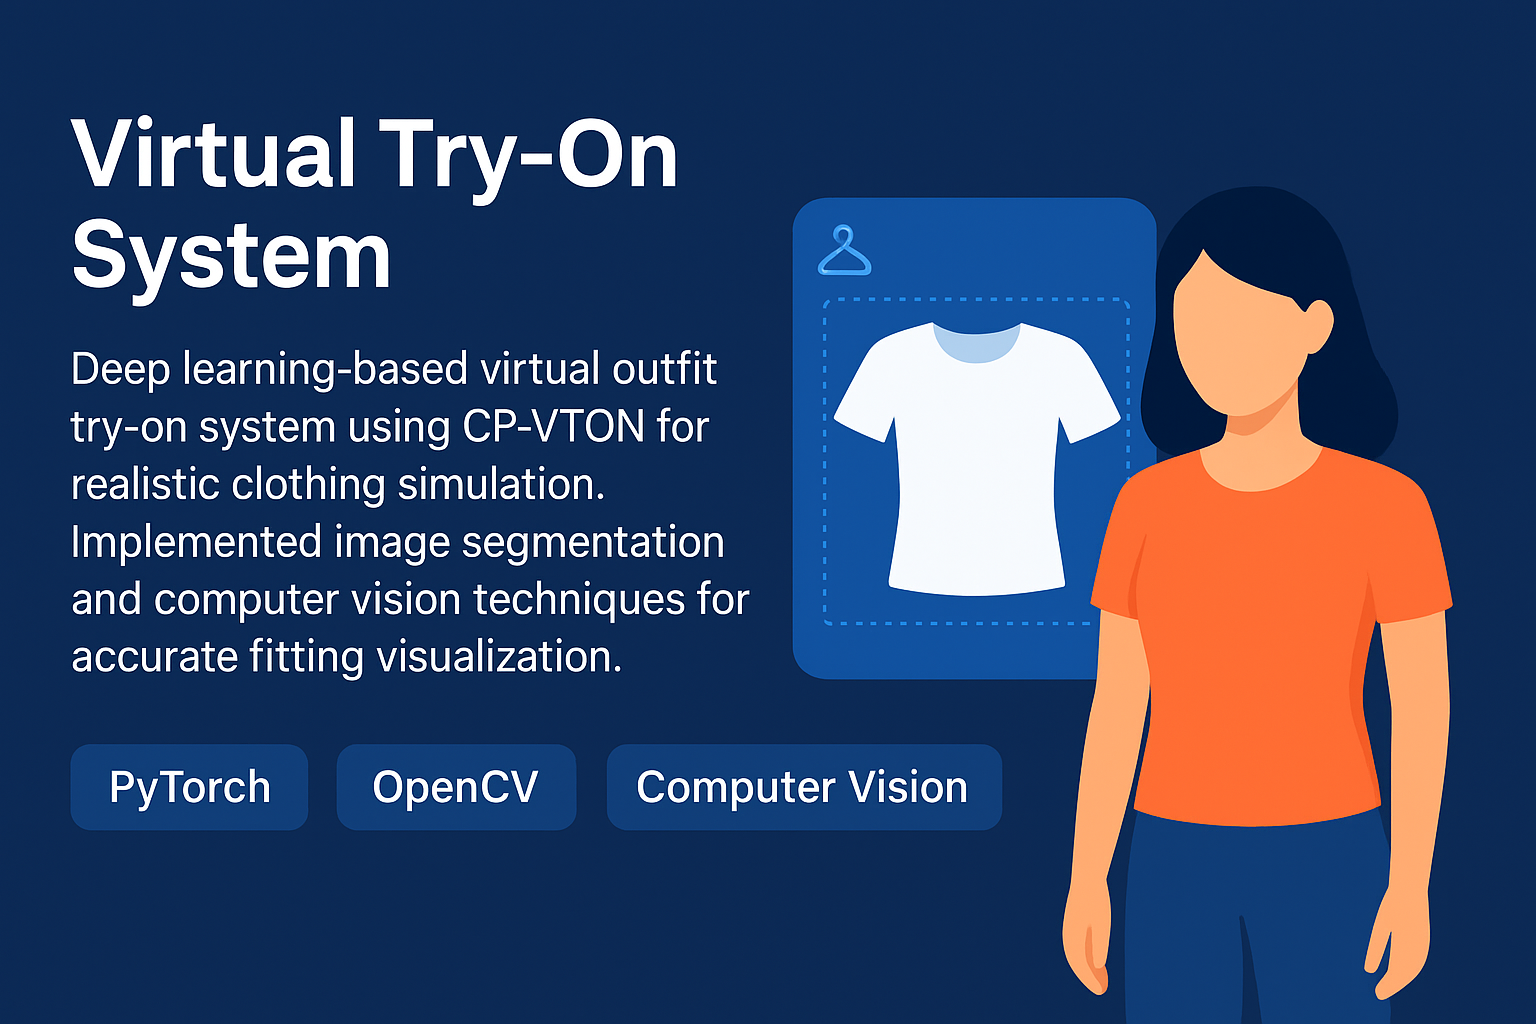 Virtual Try-On
System
Deep learning-based virtual outfit
try-on system using CP-VTON for
realistic clothing simulation.
Implemented image segmentation
and computer vision techniques for
accurate fitting visualization.
PyTorch
OpenCV
Computer Vision